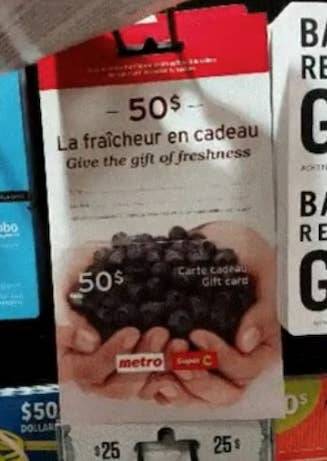 - 50$ -
La fraîcheur en cadeau
Give the gift of freshness
50$
Carte cadeau
Gift card
metro
Super C
$50
DOLLAR
$25
25$
BA
RE
G
BA
RE
G